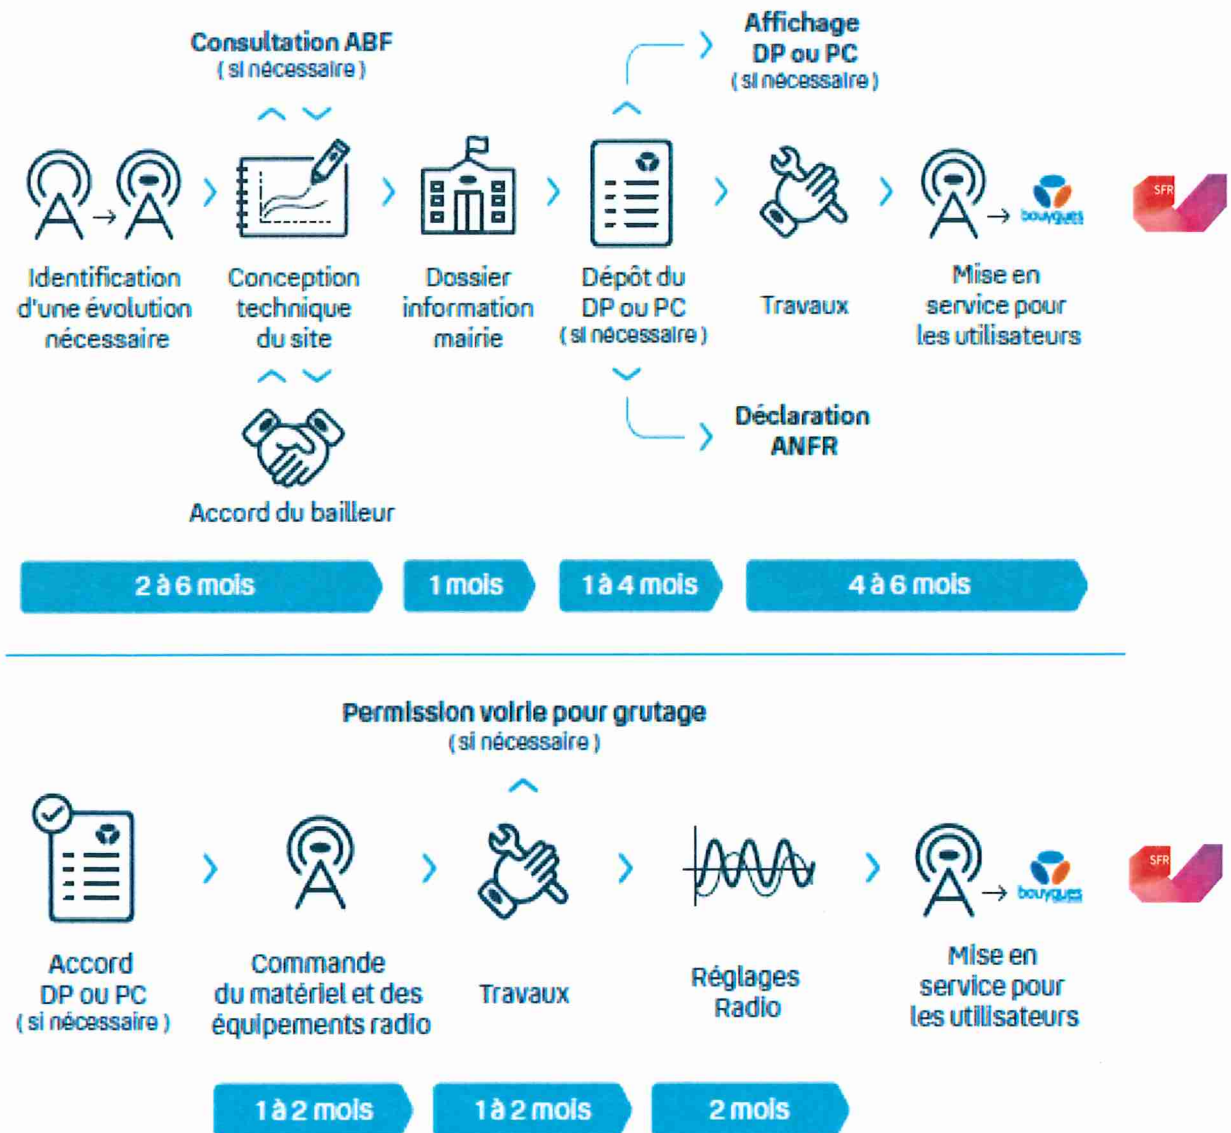 Consultation ABF
( si nécessaire )
Affichage
DP ou PC
( si nécessaire )
Identification
d'une évolution
nécessaire
Conception
technique
du site
Dossier
information
mairie
Dépôt du
DP ou PC
( si nécessaire )
Travaux
bouygues
SFR
Mise en
service pour
les utilisateurs
Accord du bailleur
Déclaration
ANFR
2 à 6 mois
1 mois
1 à 4 mois
4 à 6 mois
Permission voirie pour grutage
( si nécessaire )
Accord
DP ou PC
( si nécessaire )
Commande
du matériel et des
équipements radio
Travaux
Réglages
Radio
bouygues
SFR
Mise en
service pour
les utilisateurs
1 à 2 mois
1 à 2 mois
2 mois